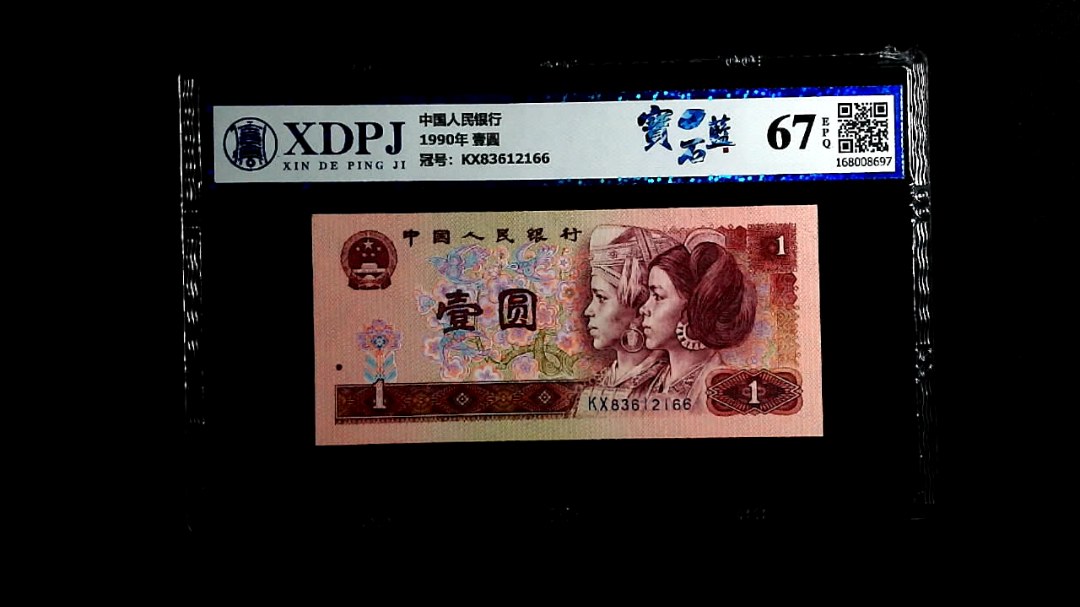 XDPJ
XIN DE PING JI
中国人民银行
1990年 壹圆
冠号：KX83612166
寶石藍
67
EPQ
168008697
中国人民银行
1
壹圆
1
KX83612166
1